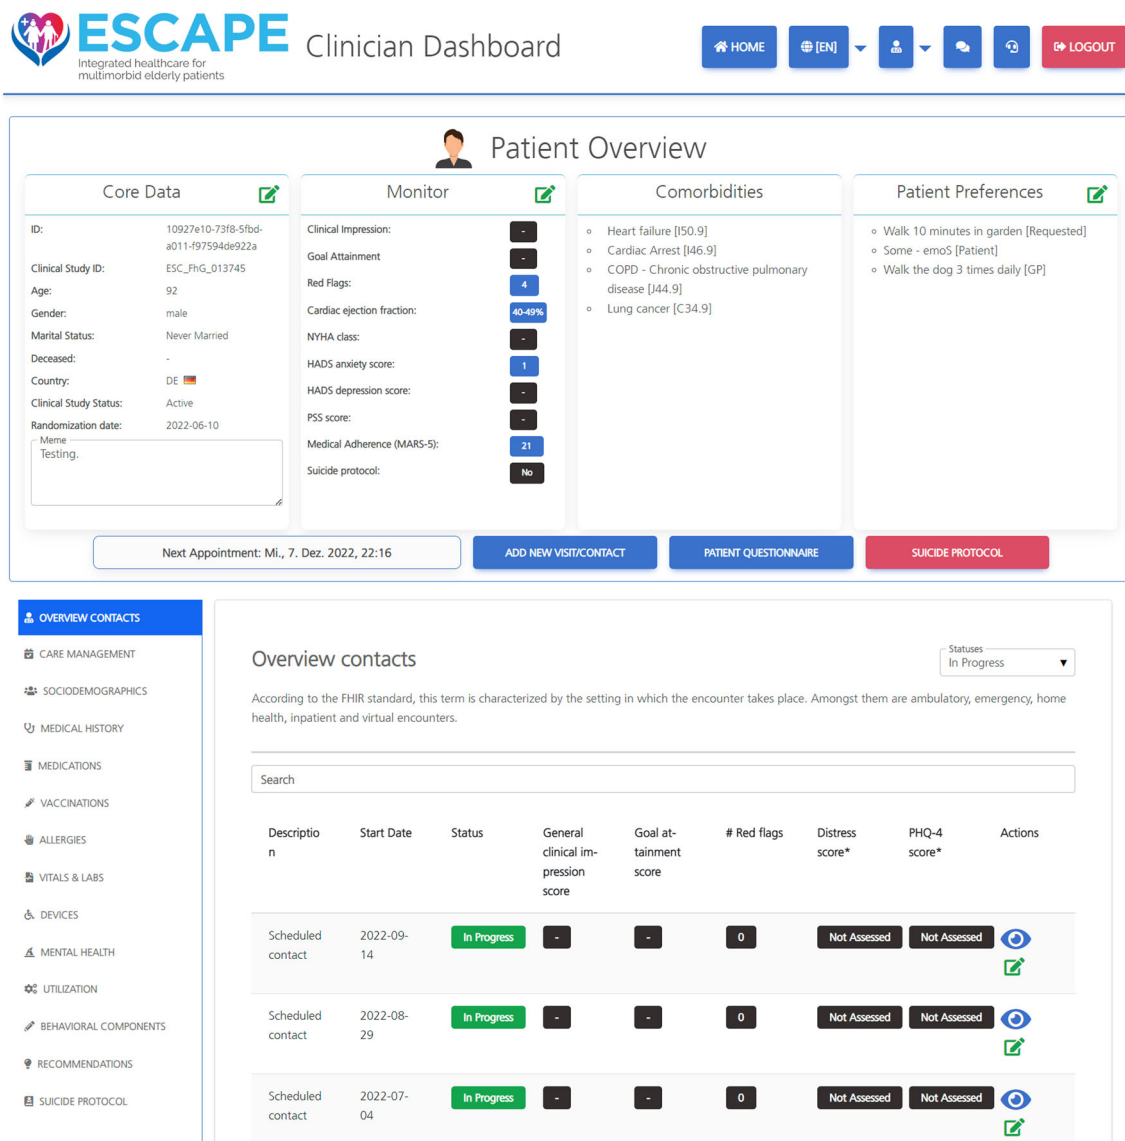 ESCAPE
Integrated healthcare for
multimorbid elderly patients
Clinician Dashboard
HOME
[EN]
LOGOUT
Patient Overview
Core Data
ID: 10927e10-73f8-5fbd-
a011-f97594de922a
Clinical Study ID: ESC_FhG_013745
Age: 92
Gender: male
Marital Status: Never Married
Deceased: -
Country: DE
Clinical Study Status: Active
Randomization date: 2022-06-10
Meme
Testing.
Monitor
Clinical Impression: -
Goal Attainment -
Red Flags: 4
Cardiac ejection fraction: 40-49%
NYHA class: -
HADS anxiety score: 1
HADS depression score: -
PSS score: -
Medical Adherence (MARS-5): 21
Suicide protocol: No
Comorbidities
Heart failure [I50.9]
Cardiac Arrest [I46.9]
COPD - Chronic obstructive pulmonary
disease [J44.9]
Lung cancer [C34.9]
Patient Preferences
Walk 10 minutes in garden [Requested]
Some - emoS [Patient]
Walk the dog 3 times daily [GP]
Next Appointment: Mi., 7. Dez. 2022, 22:16
ADD NEW VISIT/CONTACT
PATIENT QUESTIONNAIRE
SUICIDE PROTOCOL
OVERVIEW CONTACTS
CARE MANAGEMENT
SOCIODEMOGRAPHICS
MEDICAL HISTORY
MEDICATIONS
VACCINATIONS
ALLERGIES
VITALS & LABS
DEVICES
MENTAL HEALTH
UTILIZATION
BEHAVIORAL COMPONENTS
RECOMMENDATIONS
SUICIDE PROTOCOL
Overview contacts
Statuses
In Progress
According to the FHIR standard, this term is characterized by the setting in which the encounter takes place. Amongst them are ambulatory, emergency, home
health, inpatient and virtual encounters.
Search
Descriptio
n
Start Date
Status
General
clinical im-
pression
score
Goal at-
tainment
score
# Red flags
Distress
score*
PHQ-4
score*
Actions
Scheduled
contact
2022-09-
14
In Progress
-
-
0
Not Assessed
Not Assessed
Scheduled
contact
2022-08-
29
In Progress
-
-
0
Not Assessed
Not Assessed
Scheduled
contact
2022-07-
04
In Progress
-
-
0
Not Assessed
Not Assessed